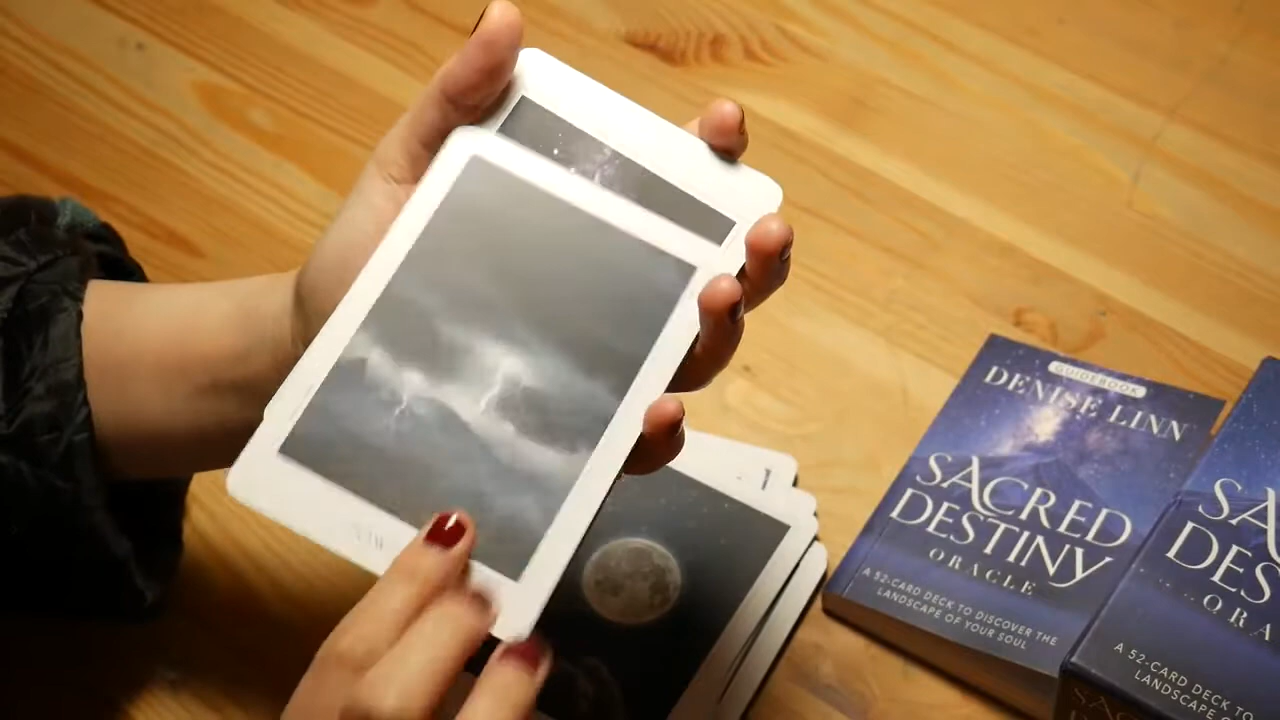 GUIDEBOOK
DENISE LINN
SACRED
DESTINY
ORACLE
A 52-CARD DECK TO DISCOVER THE
LANDSCAPE OF YOUR SOUL
SA
DES
ORA
A 52-CARD DECK TO
LANDSCAPE O
SAC